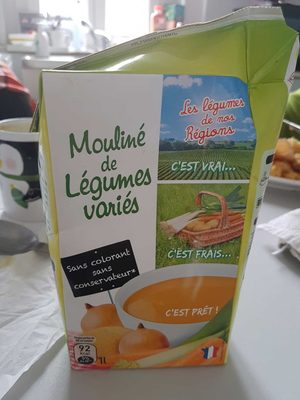 Mouliné
de
Légumes
variés
Les légumes
de nos
Régions
C'EST VRAI...
C'EST FRAIS...
Sans colorant
sans
conservateur*
C'EST PRÊT !
92
1L